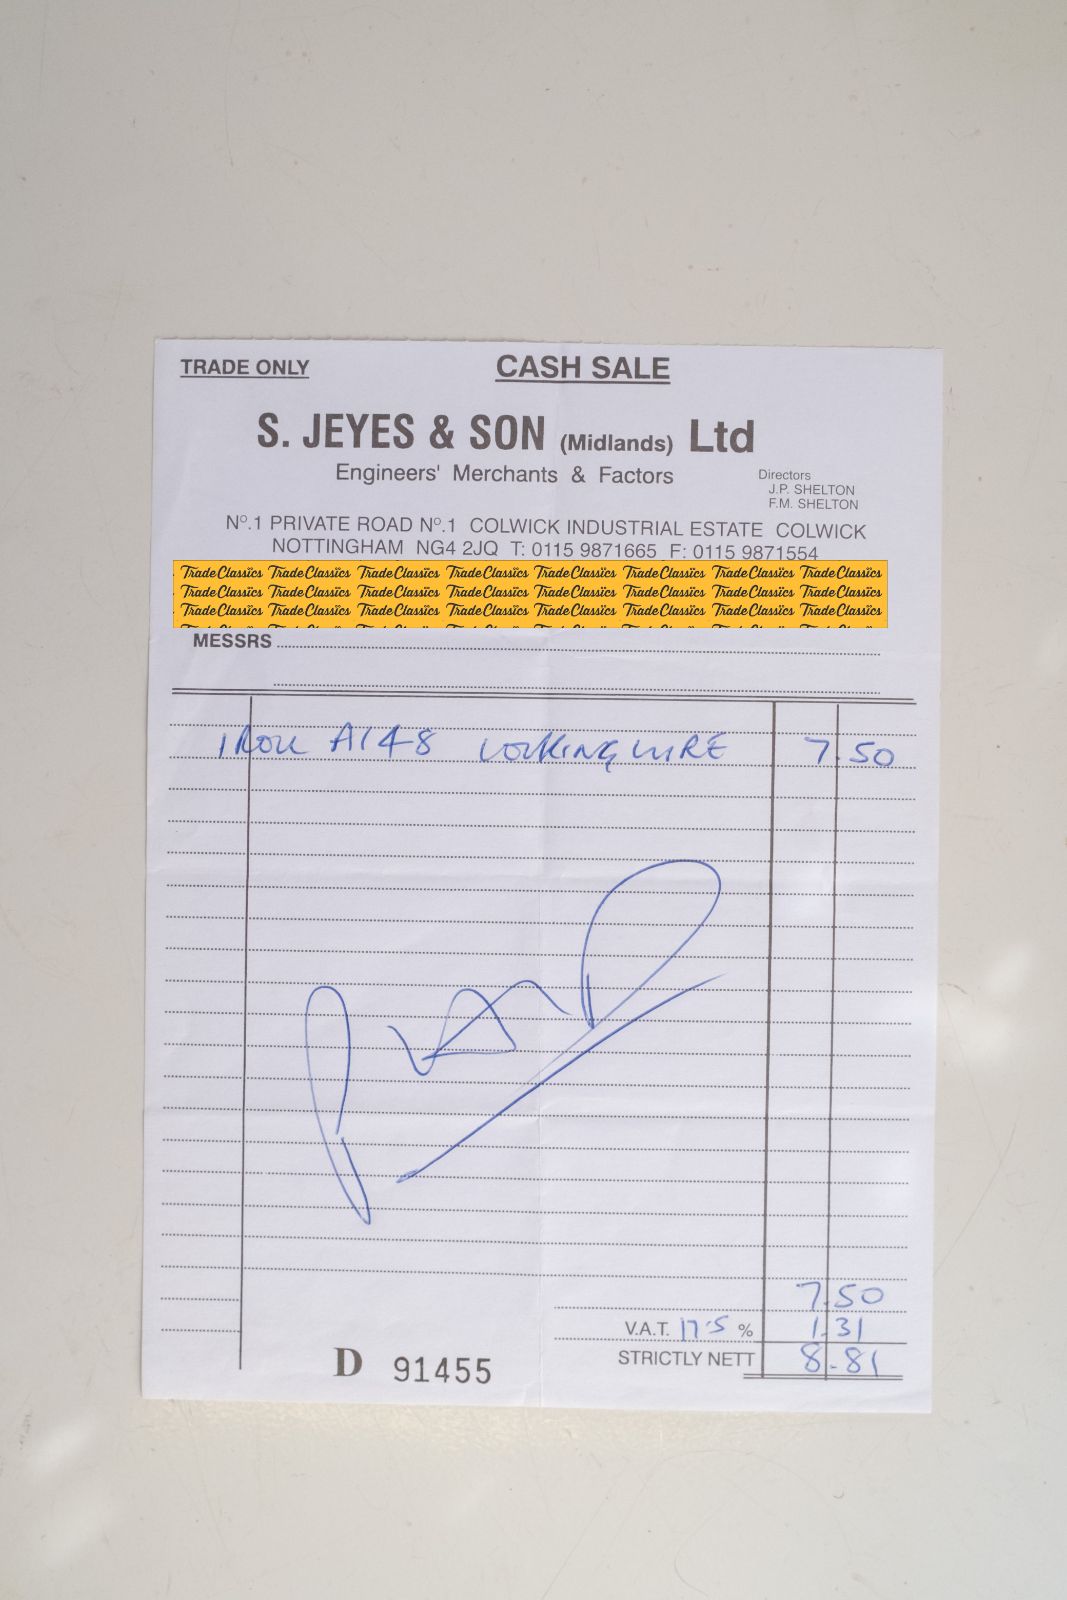 TRADE ONLY
CASH SALE
S. JEYES & SON (Midlands) Ltd
Engineers' Merchants & Factors
Directors
J.P. SHELTON
F.M. SHELTON
Nº.1 PRIVATE ROAD Nº.1 COLWICK INDUSTRIAL ESTATE COLWICK
NOTTINGHAM NG4 2JQ T: 0115 9871665 F: 0115 9871554
Trade Classics Trade Classics Trade Classics Trade Classics Trade Classics Trade Classics Trade Classics Trade Classics
Trade Classics Trade Classics Trade Classics Trade Classics Trade Classics Trade Classics Trade Classics Trade Classics
Trade Classics Trade Classics Trade Classics Trade Classics Trade Classics Trade Classics Trade Classics Trade Classics
MESSRS
1 ROLL A148 LOCKING WIRE 7.50
7.50
V.A.T. 17.5 % 1.31
STRICTLY NETT 8.81
D 91455